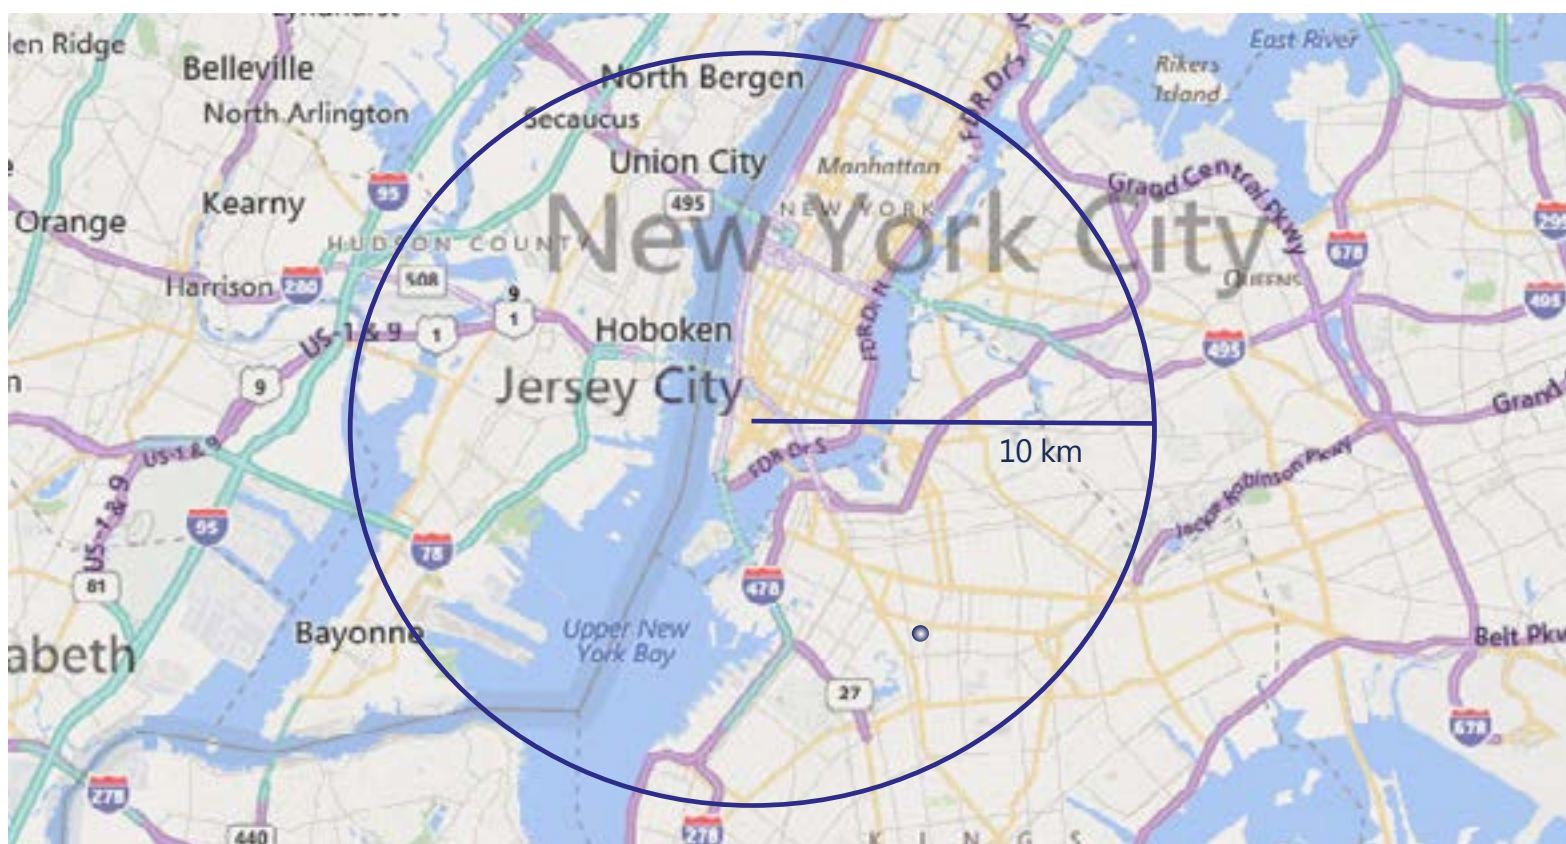 en Ridge
East River
Belleville
North Bergen
FDR Dr S
Rikers
Island
North Arlington
Secaucus
Union City
Manhattan
Grand Central Pkwy
95
Kearny
495
NEW YORK
New York City
Orange
HUDSON COUNTY
678
QUEENS
Harrison
280
508
495
9
1
FDR Dr N
US-1 & 9
1
Hoboken
495
9
Jersey City
Grand
10 km
US-1 & 9
FDR Dr S
Jackie Robinson Pkwy
US-1 & 9
95
78
81
478
Bayonne
Upper New
York Bay
Belt Pkw
abeth
27
678
278
278
440
KINGS